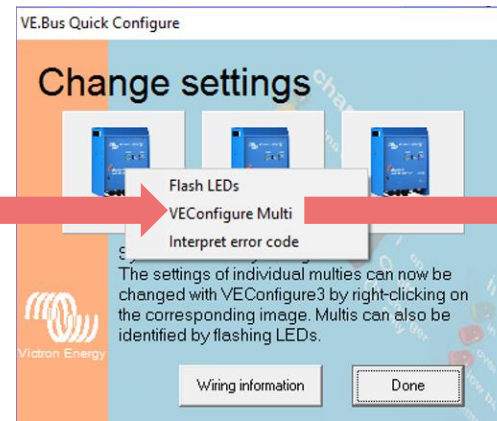 VE.Bus Quick Configure
Change settings
Flash LEDs
VEConfigure Multi
Interpret error code
The settings of individual multies can now be
changed with VEConfigure3 by right-clicking on
the corresponding image. Multis can also be
identified by flashing LEDs.
Victron Energy
Wiring information
Done